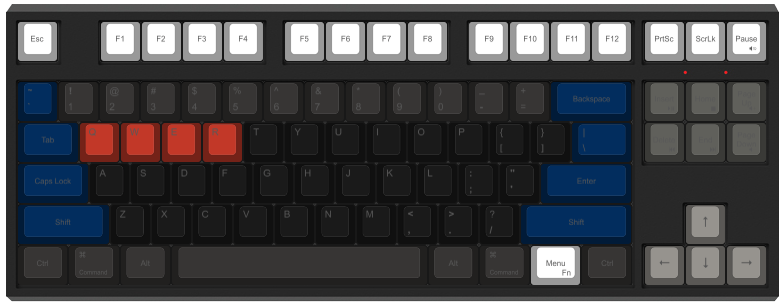 Esc F1 F2 F3 F4 F5 F6 F7 F8 F9 F10 F11 F12 PrtSc ScrLk Pause
~ ! @ # $ % ^ & * ( ) _ + Backspace
` 1 2 3 4 5 6 7 8 9 0 - =
Tab Q W E R T Y U I O P { } |
[ ] \
Caps Lock A S D F G H J K L : " Enter
; '
Shift Z X C V B N M < > ? Shift
, . /
Ctrl ⌘ Alt Alt ⌘ Menu Ctrl
Command Command Fn
↑
← ↓ →